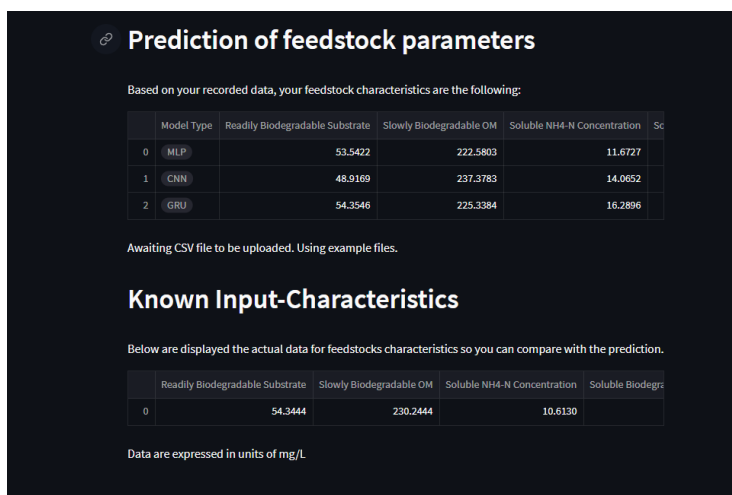 Prediction of feedstock parameters
Based on your recorded data, your feedstock characteristics are the following:
Model Type Readily Biodegradable Substrate Slowly Biodegradable OM Soluble NH4-N Concentration Sc
0 MLP 53.5422 222.5803 11.6727
1 CNN 48.9169 237.3783 14.0652
2 GRU 54.3546 225.3384 16.2896
Awaiting CSV file to be uploaded. Using example files.
Known Input-Characteristics
Below are displayed the actual data for feedstocks characteristics so you can compare with the prediction.
Readily Biodegradable Substrate Slowly Biodegradable OM Soluble NH4-N Concentration Soluble Biodegra
0 54.3444 230.2444 10.6130
Data are expressed in units of mg/L